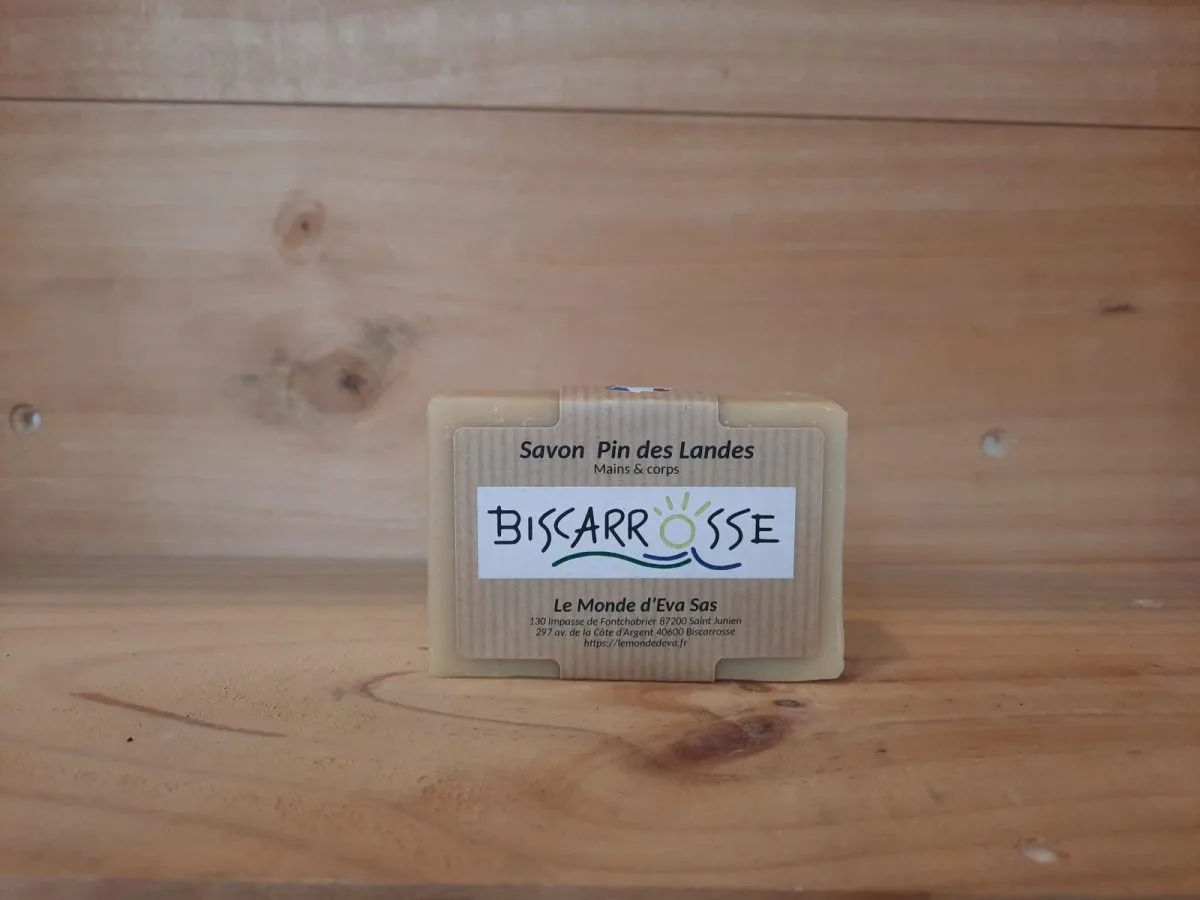 Savon Pin des Landes
Mains & corps
BISCARROSSE
Le Monde d'Eva Sas
130 Impasse de Fontchabrier 87200 Saint Junien
297 av. de la Côte d'Argent 40600 Biscarrosse
https://lemondedeva.fr